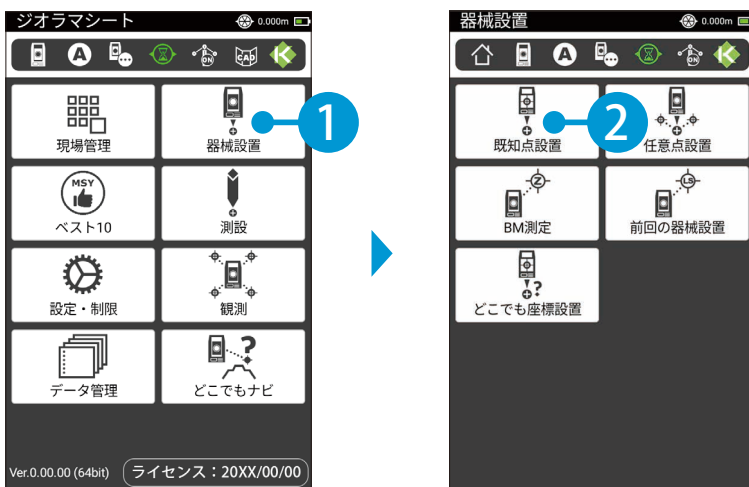 ジオラマシート
0.000m
A
ON
CAD
K
現場管理
器械設置
1
MSY
ベスト10
測設
設定・制限
観測
データ管理
?
どこでもナビ
Ver.0.00.00 (64bit)
ライセンス：20XX/00/00
器械設置
0.000m
A
ON
K
既知点設置
2
任意点設置
Z
BM測定
LS
前回の器械設置
?
どこでも座標設置